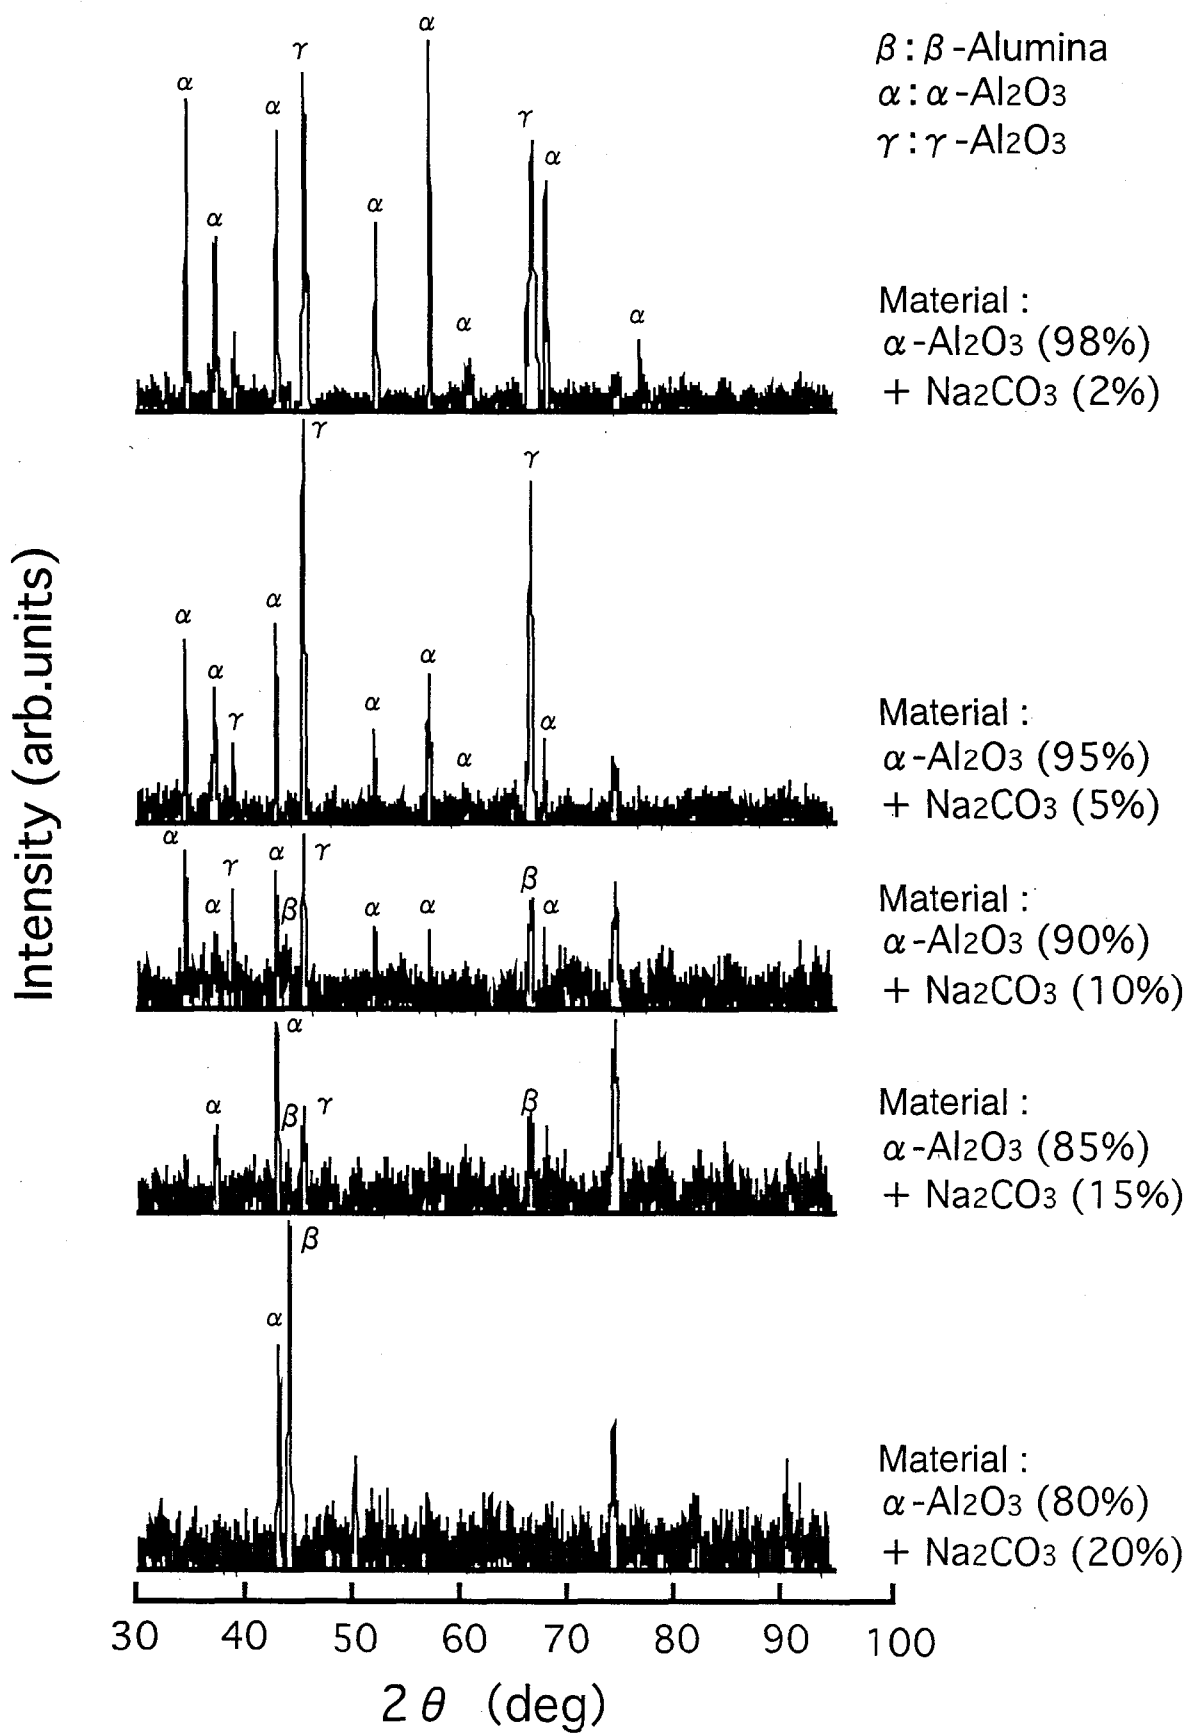 α
γ
α
α
γ
α
α
α
α
α
β : β-Alumina
α : α-Al2O3
γ : γ-Al2O3
Material :
α-Al2O3 (98%)
+ Na2CO3 (2%)
γ
γ
α
α
α
α
γ
α
α
α
Material :
α-Al2O3 (95%)
+ Na2CO3 (5%)
α
γ
α
γ
α
β
α
α
β
α
Material :
α-Al2O3 (90%)
+ Na2CO3 (10%)
α
α
β
γ
β
Material :
α-Al2O3 (85%)
+ Na2CO3 (15%)
β
α
Material :
α-Al2O3 (80%)
+ Na2CO3 (20%)
Intensity (arb.units)
30 40 50 60 70 80 90 100
2θ (deg)